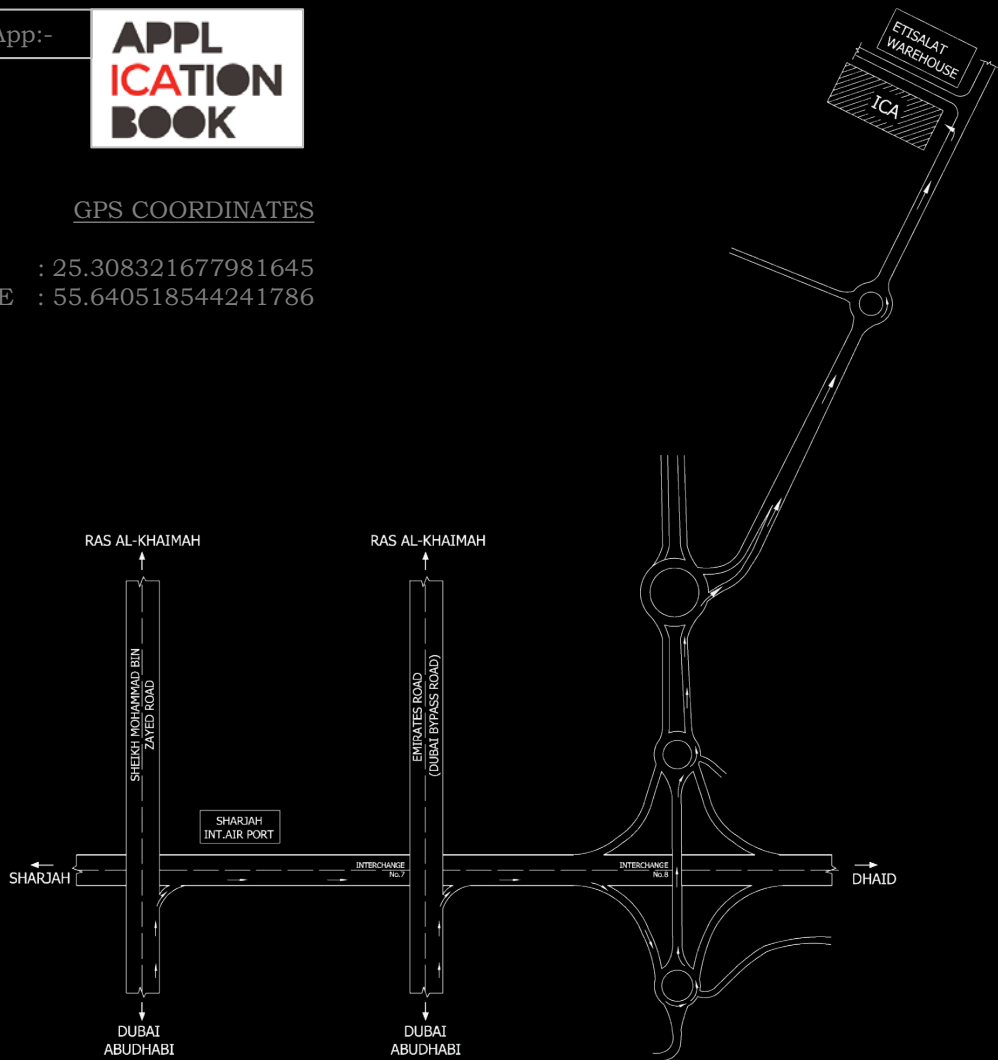 App:-
APPL
ICATION
BOOK
ETISALAT
WAREHOUSE
ICA
GPS COORDINATES
: 25.308321677981645
E : 55.640518544241786
RAS AL-KHAIMAH
RAS AL-KHAIMAH
SHEIKH MOHAMMAD BIN
ZAYED ROAD
EMIRATES ROAD
(DUBAI BYPASS ROAD)
SHARJAH
INT.AIR PORT
INTERCHANGE
No.7
INTERCHANGE
No.8
SHARJAH
DHAID
DUBAI
ABUDHABI
DUBAI
ABUDHABI